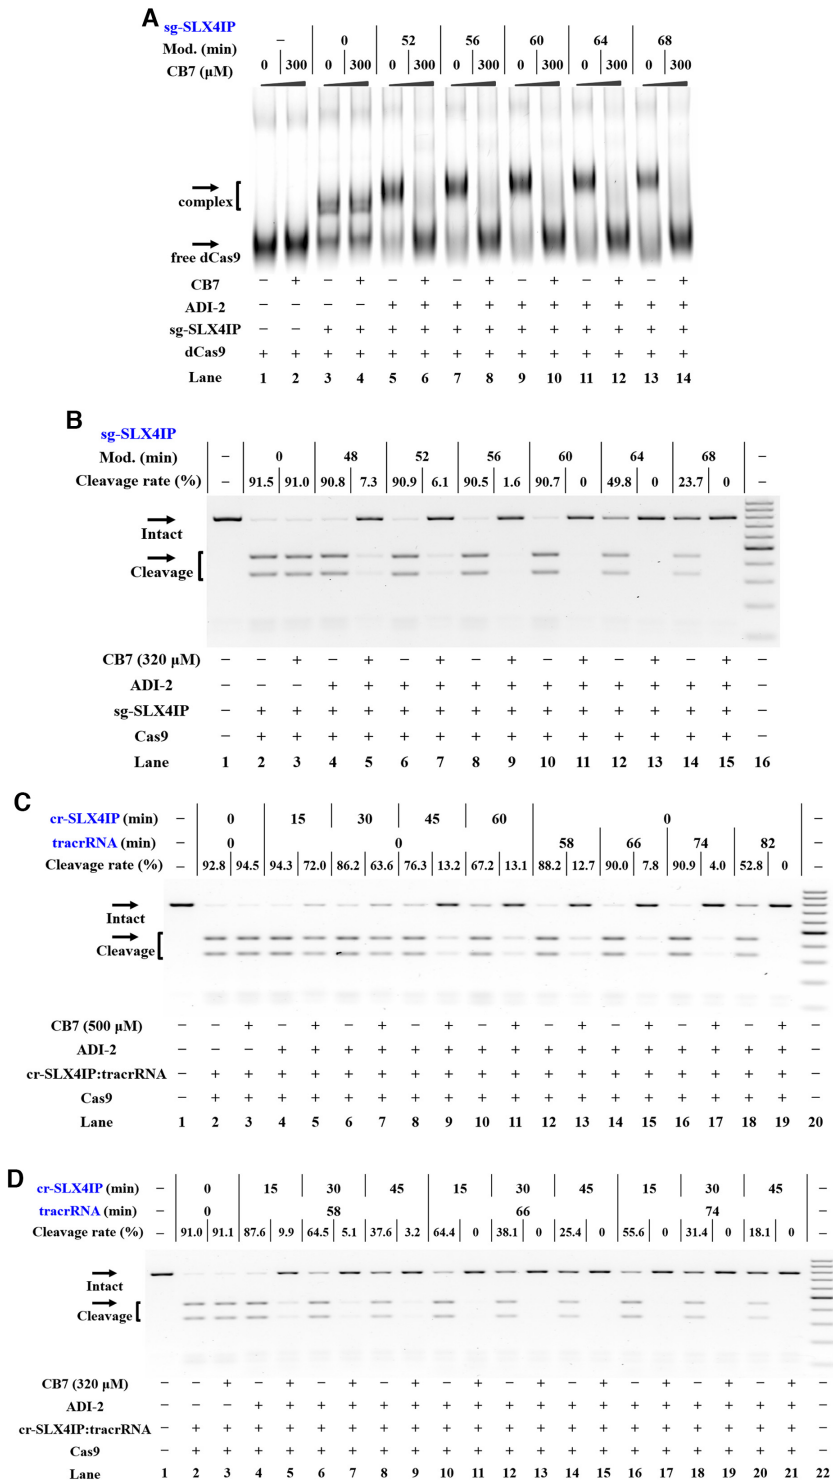 A
sg-SLX4IP
Mod. (min) – 0 52 56 60 64 68
CB7 (µM) 0 300 0 300 0 300 0 300 0 300 0 300 0 300
complex
free dCas9
CB7 – + – + – + – + – + – + – +
ADI-2 – – – – + + + + + + + + + +
sg-SLX4IP – – + + + + + + + + + + + +
dCas9 + + + + + + + + + + + + + +
Lane 1 2 3 4 5 6 7 8 9 10 11 12 13 14
B
sg-SLX4IP
Mod. (min) – 0 48 52 56 60 64 68 –
Cleavage rate (%) – 91.5 91.0 90.8 7.3 90.9 6.1 90.5 1.6 90.7 0 49.8 0 23.7 0 –
Intact
Cleavage
CB7 (320 µM) – – + – + – + – + – + – + – + –
ADI-2 – – – + + + + + + + + + + + + –
sg-SLX4IP – + + + + + + + + + + + + + + –
Cas9 – + + + + + + + + + + + + + + –
Lane 1 2 3 4 5 6 7 8 9 10 11 12 13 14 15 16
C
cr-SLX4IP (min) – 0 15 30 45 60 0 –
tracrRNA (min) – 0 0 58 66 74 82 –
Cleavage rate (%) – 92.8 94.5 94.3 72.0 86.2 63.6 76.3 13.2 67.2 13.1 88.2 12.7 90.0 7.8 90.9 4.0 52.8 0 –
Intact
Cleavage
CB7 (500 µM) – – + – + – + – + – + – + – + – + – + –
ADI-2 – – – + + + + + + + + + + + + + + + + –
cr-SLX4IP:tracrRNA – + + + + + + + + + + + + + + + + + + –
Cas9 – + + + + + + + + + + + + + + + + + + –
Lane 1 2 3 4 5 6 7 8 9 10 11 12 13 14 15 16 17 18 19 20
D
cr-SLX4IP (min) – 0 15 30 45 15 30 45 15 30 45 –
tracrRNA (min) – 0 58 66 74 –
Cleavage rate (%) – 91.0 91.1 87.6 9.9 64.5 5.1 37.6 3.2 64.4 0 38.1 0 25.4 0 55.6 0 31.4 0 18.1 0 –
Intact
Cleavage
CB7 (320 µM) – – + – + – + – + – + – + – + – + – + – + –
ADI-2 – – – + + + + + + + + + + + + + + + + + + –
cr-SLX4IP:tracrRNA – + + + + + + + + + + + + + + + + + + + + –
Cas9 – + + + + + + + + + + + + + + + + + + + + –
Lane 1 2 3 4 5 6 7 8 9 10 11 12 13 14 15 16 17 18 19 20 21 22